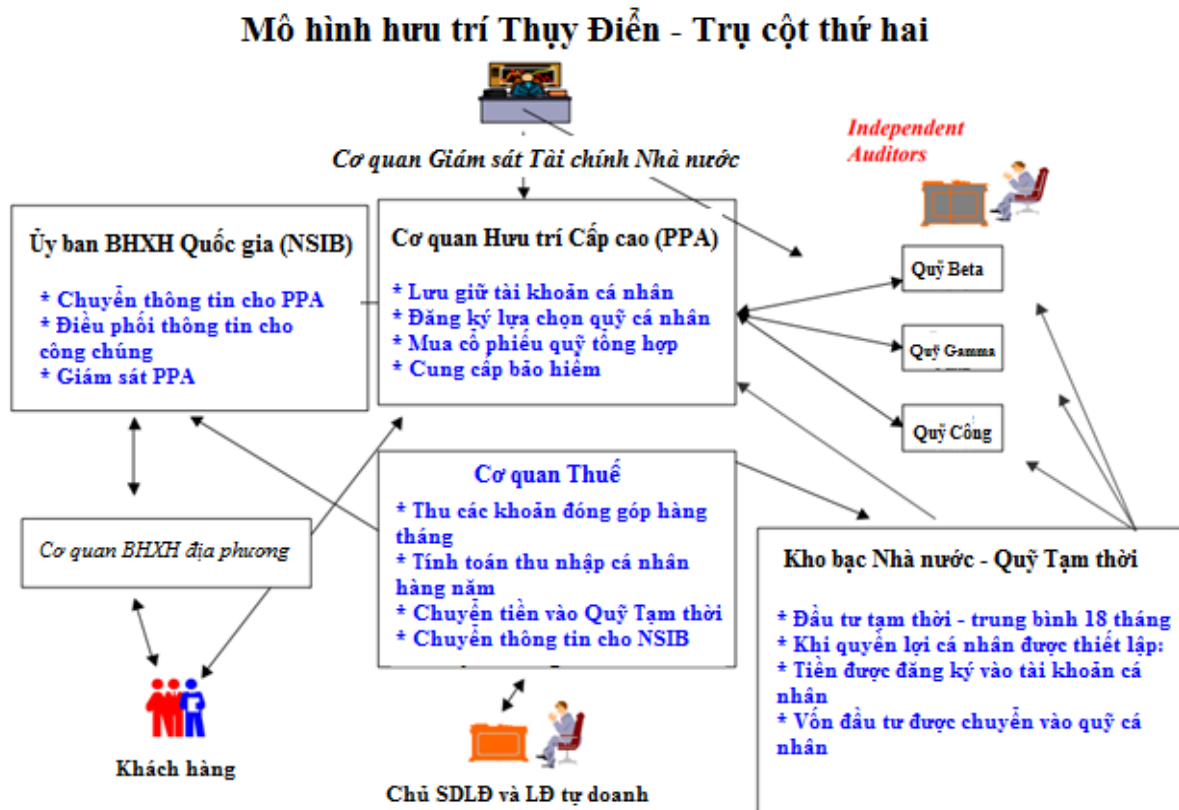 Mô hình hưu trí Thụy Điển - Trụ cột thứ hai
Cơ quan Giám sát Tài chính Nhà nước
Independent
Auditors
Ủy ban BHXH Quốc gia (NSIB)
* Chuyển thông tin cho PPA
* Điều phối thông tin cho
công chúng
* Giám sát PPA
Cơ quan Hưu trí Cấp cao (PPA)
* Lưu giữ tài khoản cá nhân
* Đăng ký lựa chọn quỹ cá nhân
* Mua cổ phiếu quỹ tổng hợp
* Cung cấp bảo hiểm
Quỹ Beta
Quỹ Gamma
Quỹ Công
Cơ quan BHXH địa phương
Cơ quan Thuế
* Thu các khoản đóng góp hàng
tháng
* Tính toán thu nhập cá nhân
hàng năm
* Chuyển tiền vào Quỹ Tạm thời
* Chuyển thông tin cho NSIB
Kho bạc Nhà nước - Quỹ Tạm thời
* Đầu tư tạm thời - trung bình 18 tháng
* Khi quyền lợi cá nhân được thiết lập:
* Tiền được đăng ký vào tài khoản cá
nhân
* Vốn đầu tư được chuyển vào quỹ cá
nhân
Khách hàng
Chủ SDLĐ và LĐ tự doanh